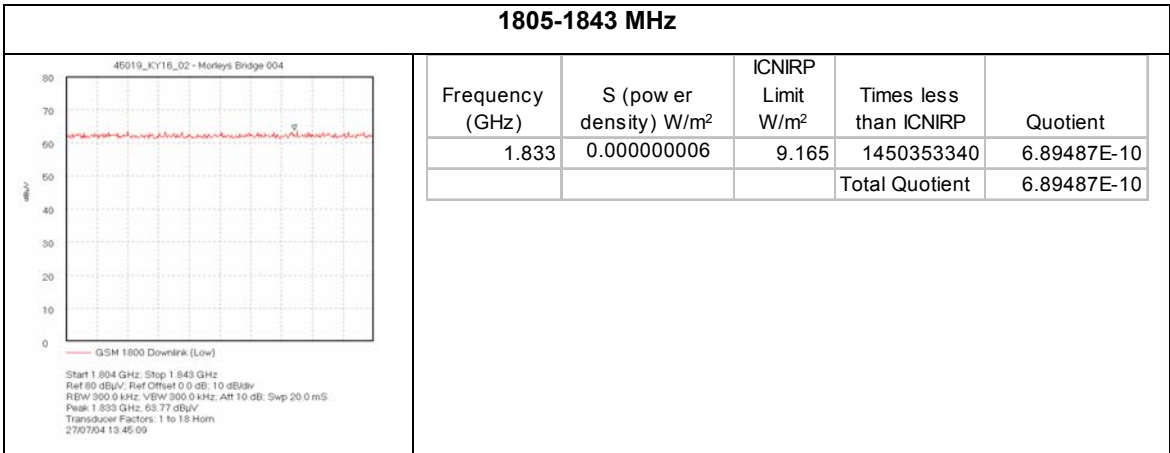 1805-1843 MHz
45019_KY16_02 - Morleys Bridge 004
80
70
60
50
40
30
20
10
0
dBµV
GSM 1800 Downlink (Low)
Start 1.804 GHz; Stop 1.843 GHz
Ref 80 dBµV; Ref Offset 0.0 dB; 10 dB/div
RBW 300.0 kHz; VBW 300.0 kHz; Att 10 dB; Swp 20.0 mS
Peak 1.833 GHz, 63.77 dBµV
Transducer Factors: 1 to 18 Horn
27/07/04 13:45:09
Frequency (GHz) S (pow er density) W/m² ICNIRP Limit W/m² Times less than ICNIRP Quotient
1.833 0.000000006 9.165 1450353340 6.89487E-10
Total Quotient 6.89487E-10